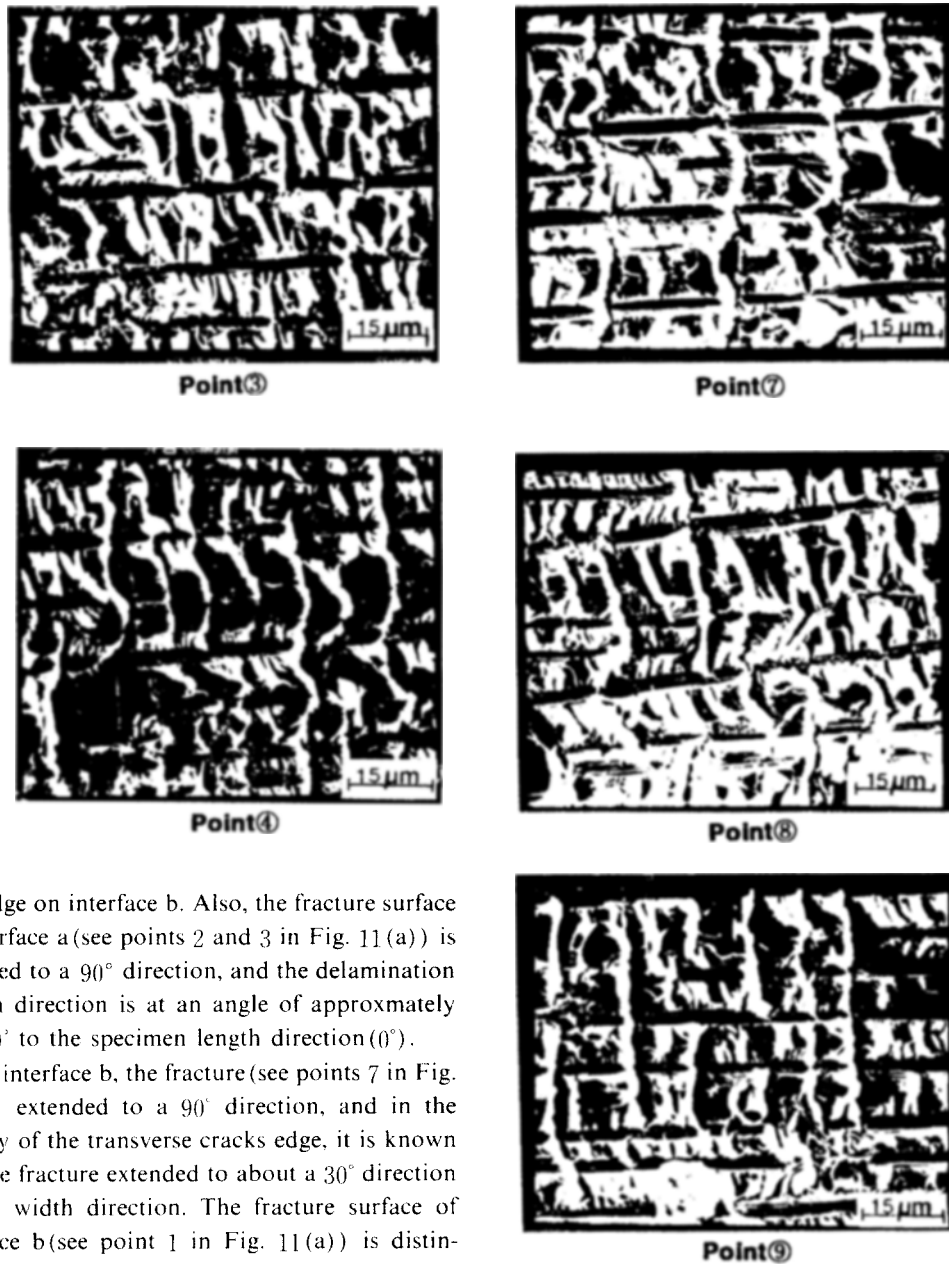 15μm
Point③
15μm
Point⑦
15μm
Point④
15μm
Point⑧
lge on interface b. Also, the fracture surface
rface a(see points 2 and 3 in Fig. 11(a)) is
ed to a 90° direction, and the delamination
n direction is at an angle of approxmately
to the specimen length direction(0°).
interface b, the fracture(see points 7 in Fig.
extended to a 90° direction, and in the
y of the transverse cracks edge, it is known
e fracture extended to about a 30° direction
width direction. The fracture surface of
ce b(see point 1 in Fig. 11(a)) is distin-
15μm
Point⑨